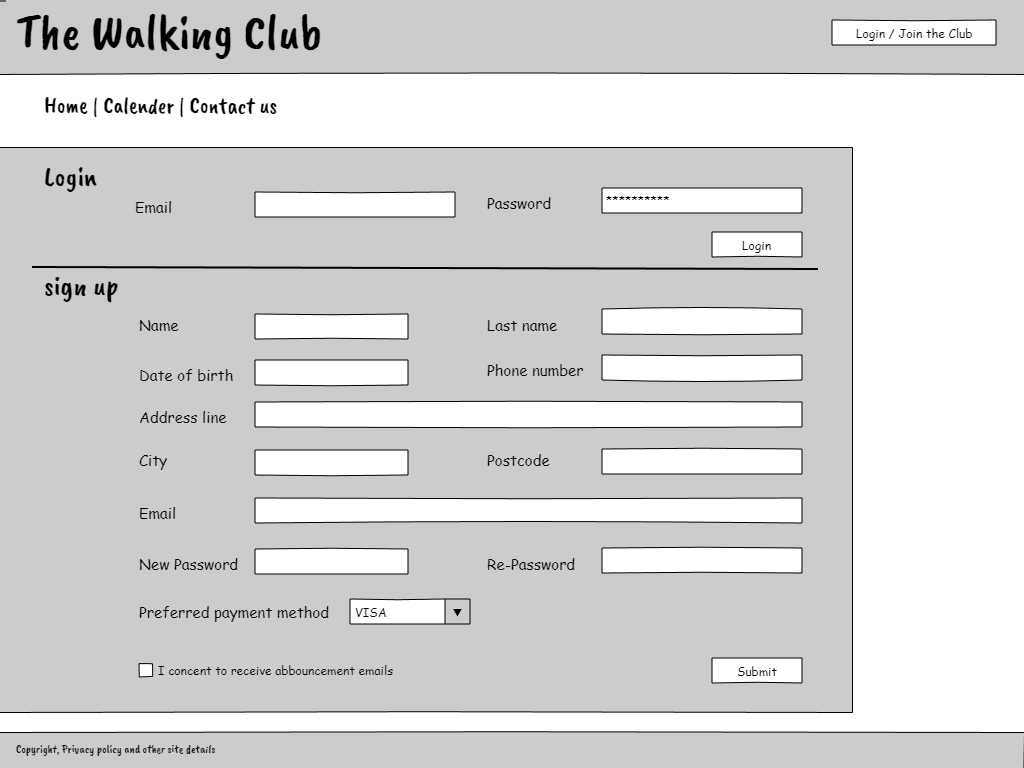 The Walking Club
Login / Join the Club
Home | Calender | Contact us
Login
Email
Password
**********
Login
sign up
Name
Last name
Date of birth
Phone number
Address line
City
Postcode
Email
New Password
Re-Password
Preferred payment method
VISA
I concent to receive abbouncement emails
Submit
Copyright, Privacy policy and other site details